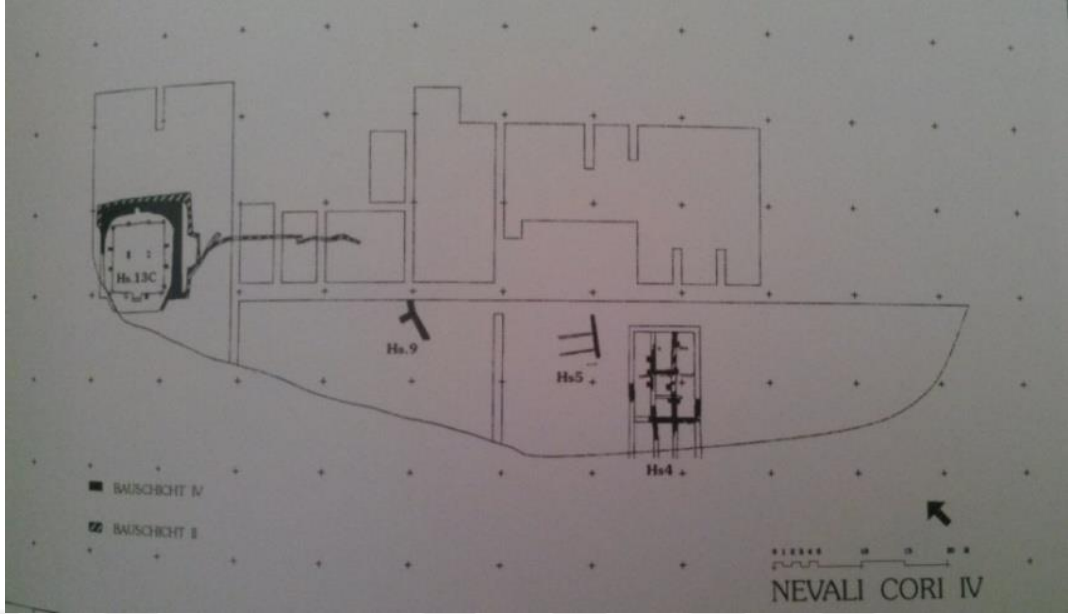 Hs.13C
Hs.9
Hs5
Hs4
BAUSCHICHT IV
BAUSCHICHT II
NEVALI CORI IV